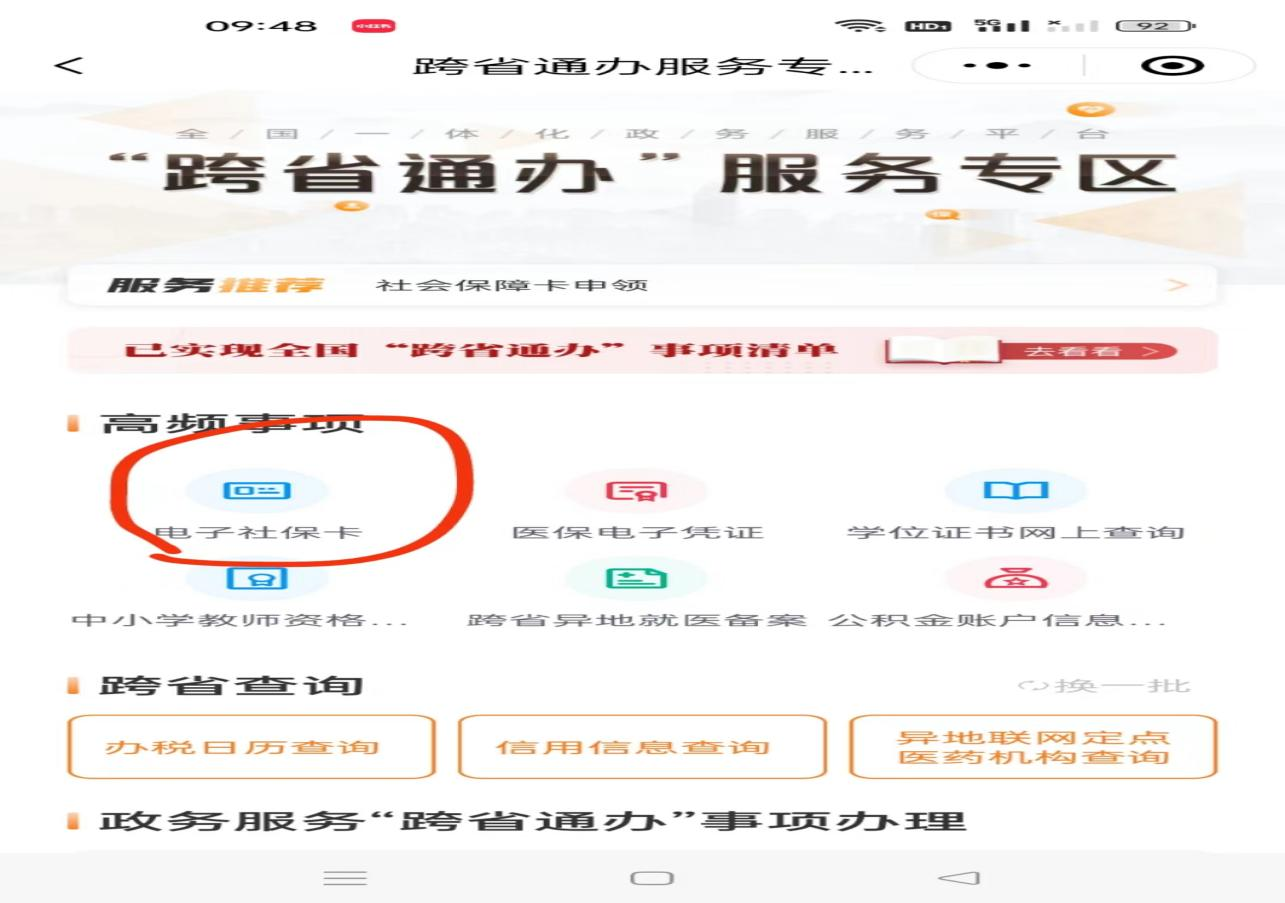 09:48
小红书
HD1
5G
92
跨省通办服务专...
全/国/一/体/化/政/务/服/务/平/台
“跨省通办”服务专区
服务推荐 社会保障卡申领
已实现全国“跨省通办”事项清单 去看看
高频事项
电子社保卡 医保电子凭证 学位证书网上查询
中小学教师资格... 跨省异地就医备案 公积金账户信息...
跨省查询 换一批
办税日历查询 信用信息查询 异地联网定点
医药机构查询
政务服务“跨省通办”事项办理